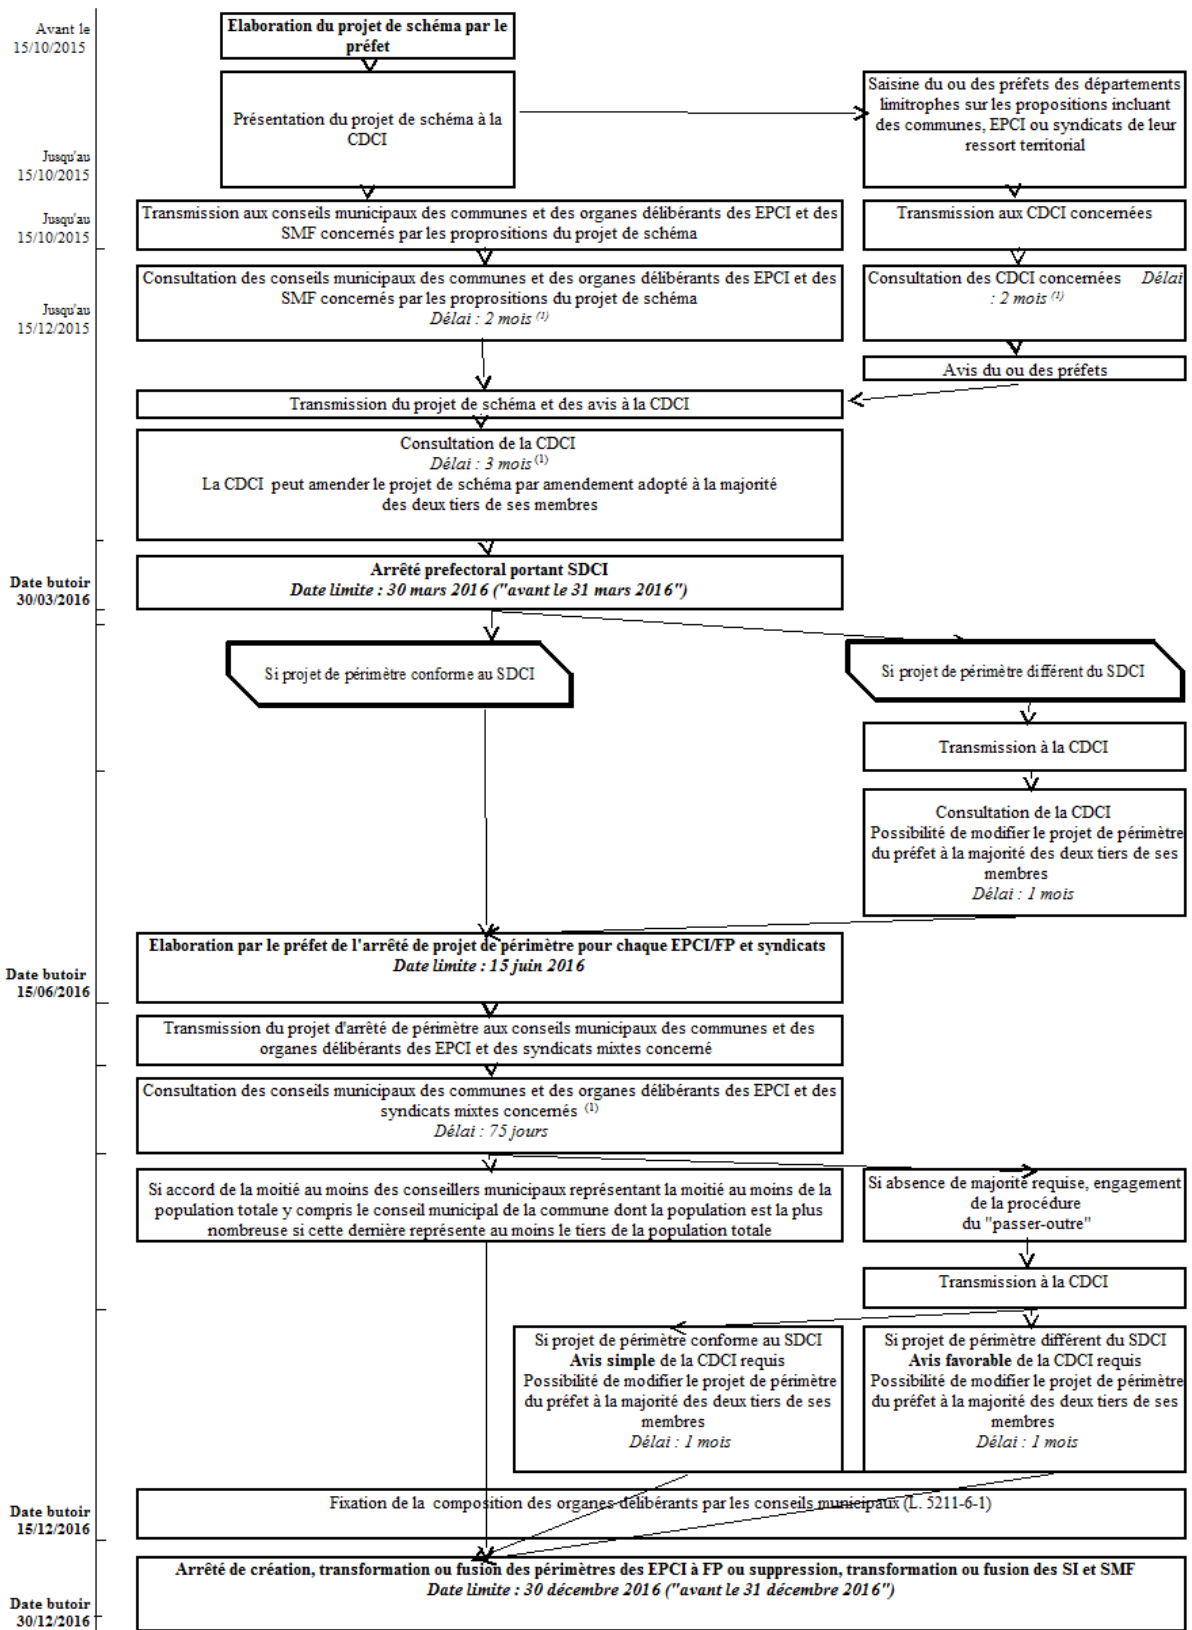 Avant le
15/10/2015
Elaboration du projet de schéma par le
préfet
Présentation du projet de schéma à la
CDCI
Saisine du ou des préfets des départements
limitrophes sur les propositions incluant
des communes, EPCI ou syndicats de leur
ressort territorial
Jusqu'au
15/10/2015
Jusqu'au
15/10/2015
Transmission aux conseils municipaux des communes et des organes délibérants des EPCI et des
SMF concernés par les proprositions du projet de schéma
Transmission aux CDCI concernées
Jusqu'au
15/12/2015
Consultation des conseils municipaux des communes et des organes délibérants des EPCI et des
SMF concernés par les proprositions du projet de schéma
Délai : 2 mois (1)
Consultation des CDCI concernées Délai
: 2 mois (1)
Avis du ou des préfets
Transmission du projet de schéma et des avis à la CDCI
Consultation de la CDCI
Délai : 3 mois (1)
La CDCI peut amender le projet de schéma par amendement adopté à la majorité
des deux tiers de ses membres
Date butoir
30/03/2016
Arrêté prefectoral portant SDCI
Date limite : 30 mars 2016 ("avant le 31 mars 2016")
Si projet de périmètre conforme au SDCI
Si projet de périmètre différent du SDCI
Transmission à la CDCI
Consultation de la CDCI
Possibilité de modifier le projet de périmètre
du préfet à la majorité des deux tiers de ses
membres
Délai : 1 mois
Date butoir
15/06/2016
Elaboration par le préfet de l'arrêté de projet de périmètre pour chaque EPCI/FP et syndicats
Date limite : 15 juin 2016
Transmission du projet d'arrêté de périmètre aux conseils municipaux des communes et des
organes délibérants des EPCI et des syndicats mixtes concerné
Consultation des conseils municipaux des communes et des organes délibérants des EPCI et des
syndicats mixtes concernés (1)
Délai : 75 jours
Si accord de la moitié au moins des conseillers municipaux représentant la moitié au moins de la
population totale y compris le conseil municipal de la commune dont la population est la plus
nombreuse si cette dernière représente au moins le tiers de la population totale
Si absence de majorité requise, engagement
de la procédure
du "passer-outre"
Transmission à la CDCI
Si projet de périmètre conforme au SDCI
Avis simple de la CDCI requis
Possibilité de modifier le projet de périmètre
du préfet à la majorité des deux tiers de ses
membres
Délai : 1 mois
Si projet de périmètre différent du SDCI
Avis favorable de la CDCI requis
Possibilité de modifier le projet de périmètre
du préfet à la majorité des deux tiers de ses
membres
Délai : 1 mois
Date butoir
15/12/2016
Fixation de la composition des organes délibérants par les conseils municipaux (L. 5211-6-1)
Date butoir
30/12/2016
Arrêté de création, transformation ou fusion des périmètres des EPCI à FP ou suppression, transformation ou fusion des SI et SMF
Date limite : 30 décembre 2016 ("avant le 31 décembre 2016")